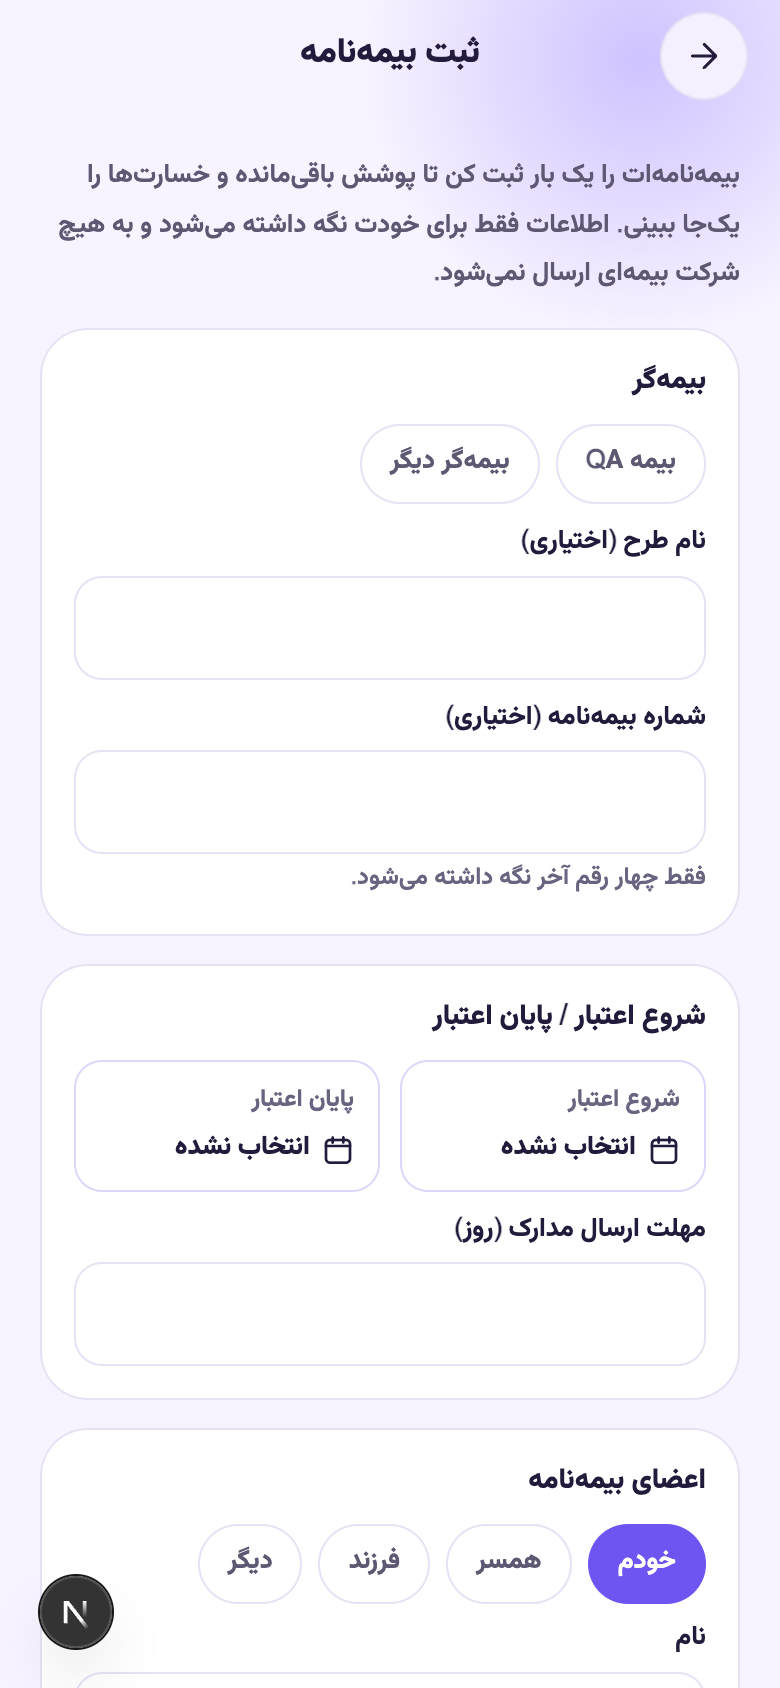 ثبت بیمه‌نامه
بیمه‌نامه‌ات را یک بار ثبت کن تا پوشش باقی‌مانده و خسارت‌ها را
یک‌جا ببینی. اطلاعات فقط برای خودت نگه داشته می‌شود و به هیچ
شرکت بیمه‌ای ارسال نمی‌شود.
بیمه‌گر
بیمه QA
بیمه‌گر دیگر
نام طرح (اختیاری)
شماره بیمه‌نامه (اختیاری)
فقط چهار رقم آخر نگه داشته می‌شود.
شروع اعتبار / پایان اعتبار
شروع اعتبار
انتخاب نشده
پایان اعتبار
انتخاب نشده
مهلت ارسال مدارک (روز)
اعضای بیمه‌نامه
خودم
همسر
فرزند
دیگر
نام
N